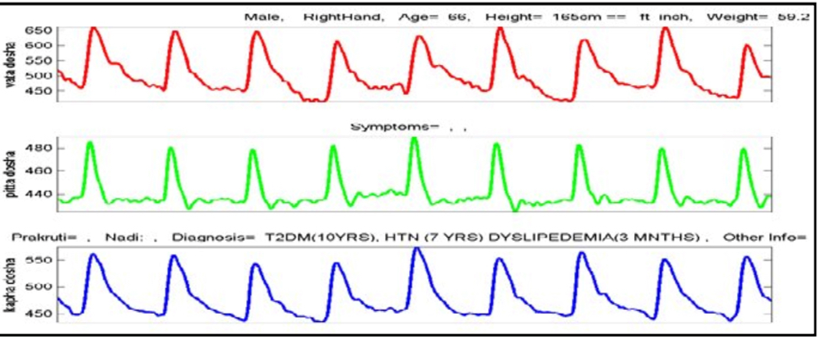 Male, RightHand, Age= 66, Height= 165cm == ft inch, Weight= 59.2
vata dosha
650
600
550
500
450
Symptoms= , ,
pitta dosha
480
460
440
Prakruti= , Nadi: , Diagnosis= T2DM(10YRS), HTN (7 YRS) DYSLIPEDEMIA(3 MNTHS) , Other Info=
kapha dosha
550
500
450